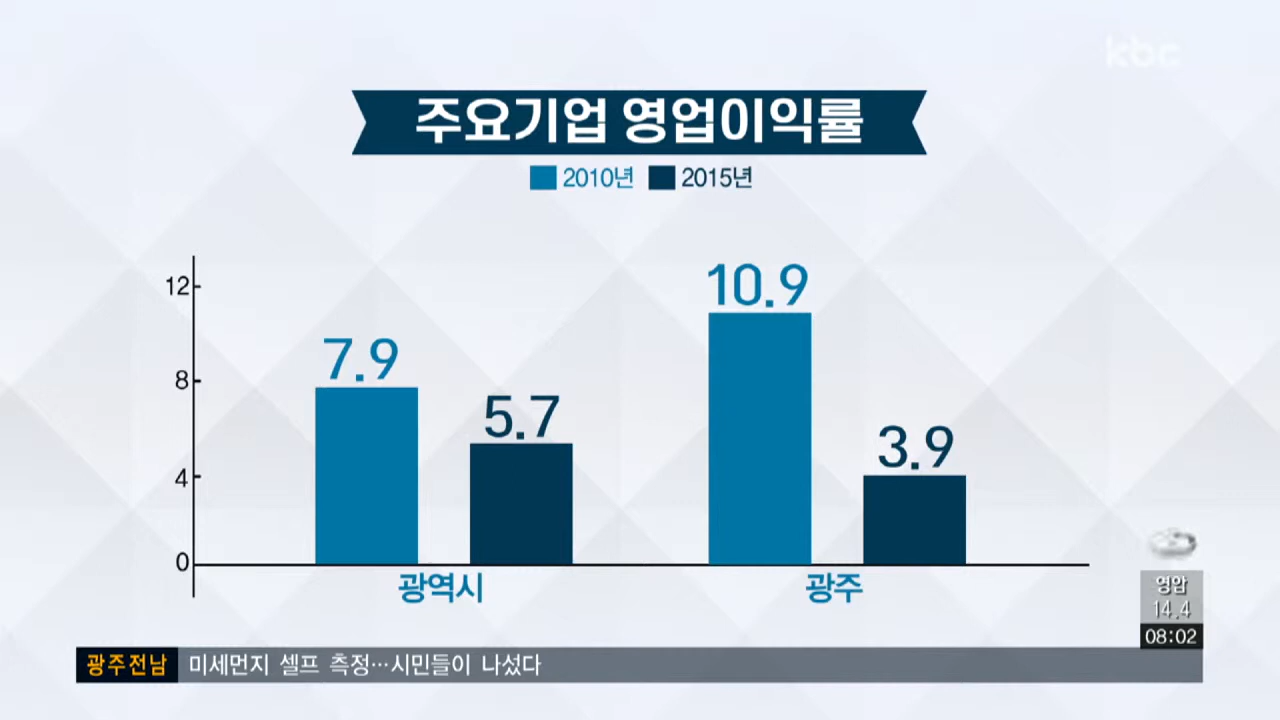 kbc
주요기업 영업이익률
2010년 2015년
12
8
4
0
7.9
5.7
10.9
3.9
광역시
광주
영암
14.4
08:02
광주전남 미세먼지 셀프 측정…시민들이 나섰다